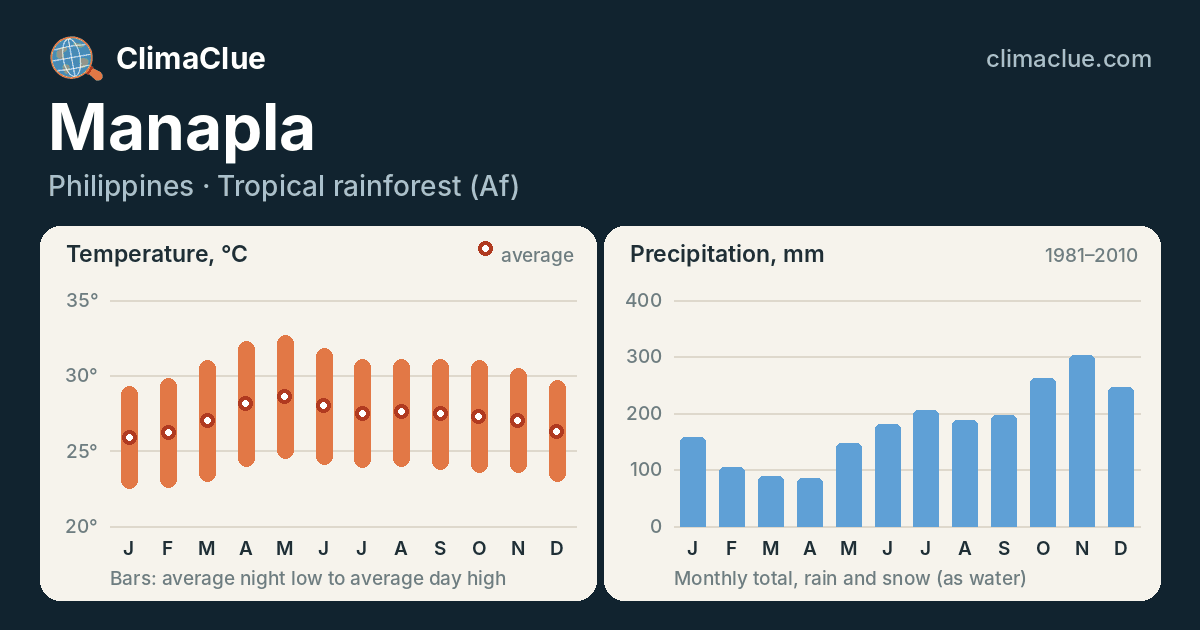 ClimaClue
climaclue.com
Manapla
Philippines · Tropical rainforest (Af)
Temperature, °C
average
35°
30°
25°
20°
J F M A M J J A S O N D
Bars: average night low to average day high
Precipitation, mm
1981–2010
400
300
200
100
0
J F M A M J J A S O N D
Monthly total, rain and snow (as water)